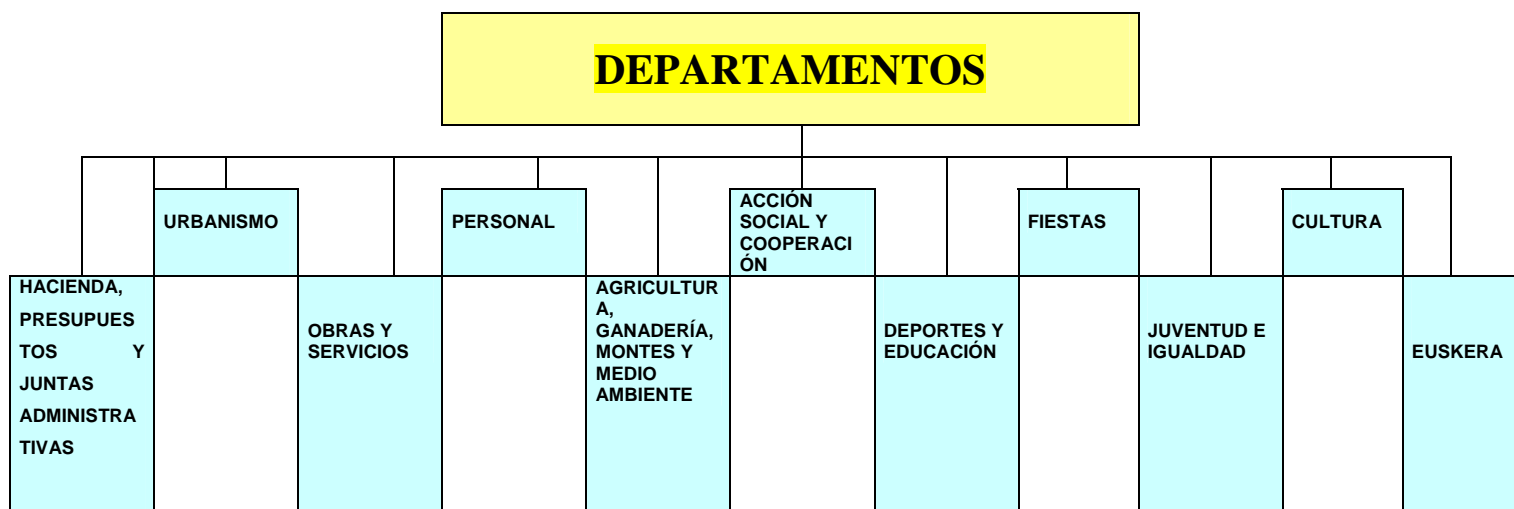 DEPARTAMENTOS
URBANISMO
PERSONAL
ACCIÓN
SOCIAL Y
COOPERACI
ÓN
FIESTAS
CULTURA
HACIENDA,
PRESUPUES
TOS Y
JUNTAS
ADMINISTRA
TIVAS
OBRAS Y
SERVICIOS
AGRICULTUR
A,
GANADERÍA,
MONTES Y
MEDIO
AMBIENTE
DEPORTES Y
EDUCACIÓN
JUVENTUD E
IGUALDAD
EUSKERA